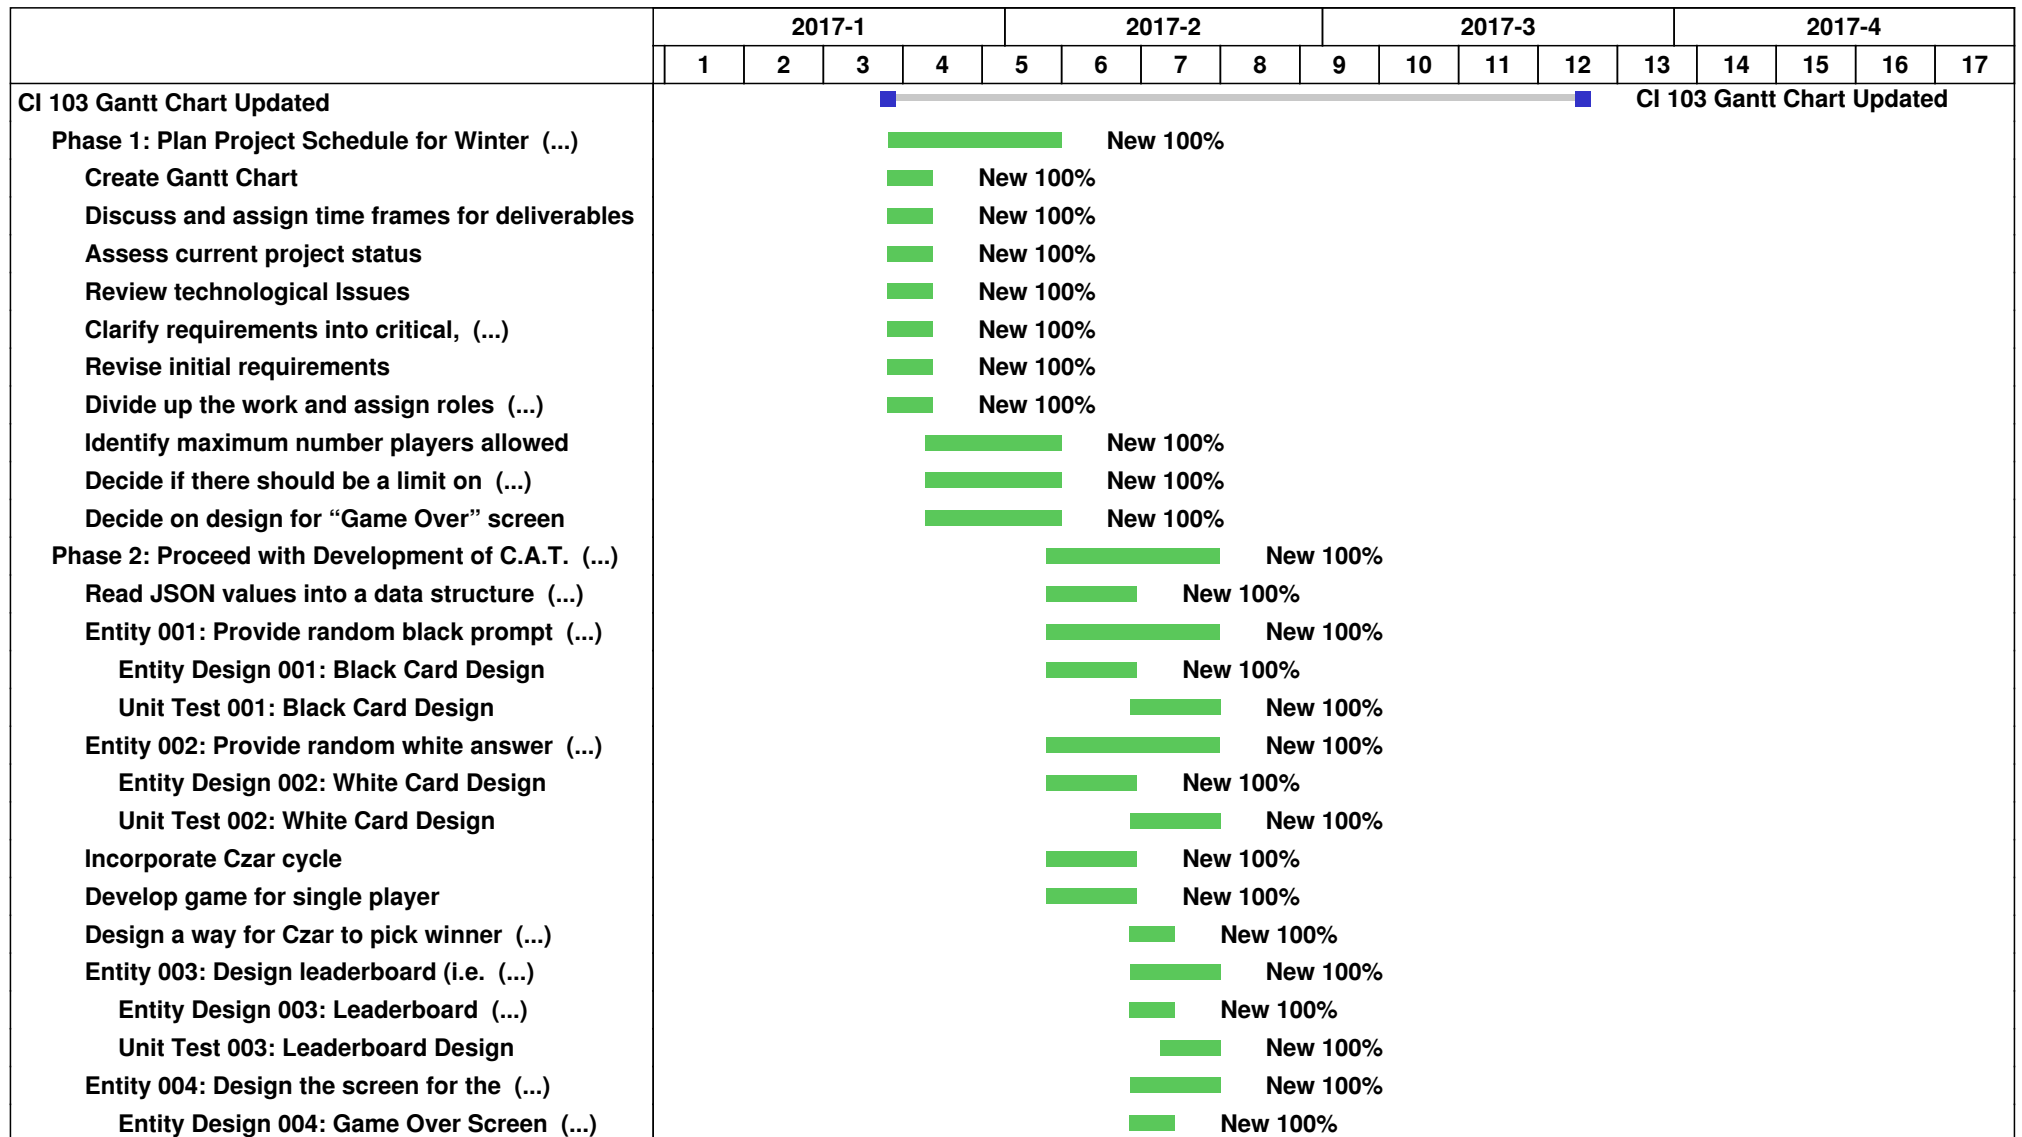 2017-1 2017-2 2017-3 2017-4
1 2 3 4 5 6 7 8 9 10 11 12 13 14 15 16 17
CI 103 Gantt Chart Updated CI 103 Gantt Chart Updated
Phase 1: Plan Project Schedule for Winter (...) New 100%
Create Gantt Chart New 100%
Discuss and assign time frames for deliverables New 100%
Assess current project status New 100%
Review technological Issues New 100%
Clarify requirements into critical, (...) New 100%
Revise initial requirements New 100%
Divide up the work and assign roles (...) New 100%
Identify maximum number players allowed New 100%
Decide if there should be a limit on (...) New 100%
Decide on design for “Game Over” screen New 100%
Phase 2: Proceed with Development of C.A.T. (...) New 100%
Read JSON values into a data structure (...) New 100%
Entity 001: Provide random black prompt (...) New 100%
Entity Design 001: Black Card Design New 100%
Unit Test 001: Black Card Design New 100%
Entity 002: Provide random white answer (...) New 100%
Entity Design 002: White Card Design New 100%
Unit Test 002: White Card Design New 100%
Incorporate Czar cycle New 100%
Develop game for single player New 100%
Design a way for Czar to pick winner (...) New 100%
Entity 003: Design leaderboard (i.e. (...) New 100%
Entity Design 003: Leaderboard (...) New 100%
Unit Test 003: Leaderboard Design New 100%
Entity 004: Design the screen for the (...) New 100%
Entity Design 004: Game Over Screen (...) New 100%